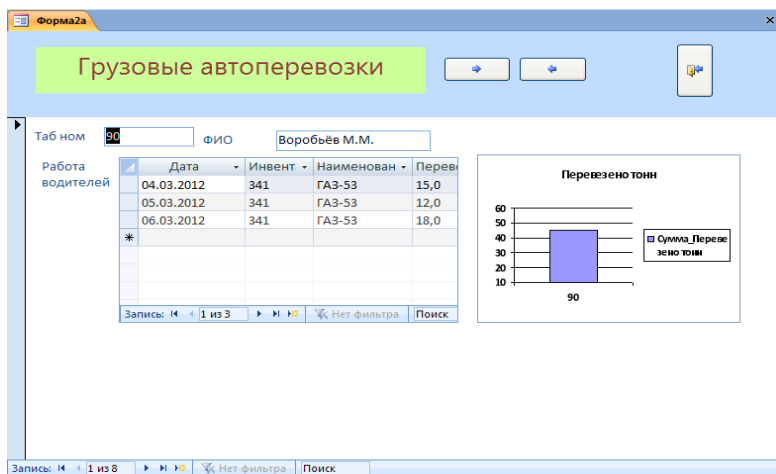 Форма2а
Грузовые автоперевозки
Таб ном 90 ФИО Воробьёв М.М.
Работа водителей
Дата Инвент Наименован Перев
04.03.2012 341 ГАЗ-53 15,0
05.03.2012 341 ГАЗ-53 12,0
06.03.2012 341 ГАЗ-53 18,0
Запись: 1 из 3 Нет фильтра Поиск
Перевезено тонн
60
50
40
30
20
10
90
Сумма_Переве
зено тонн
Запись: 1 из 8 Нет фильтра Поиск